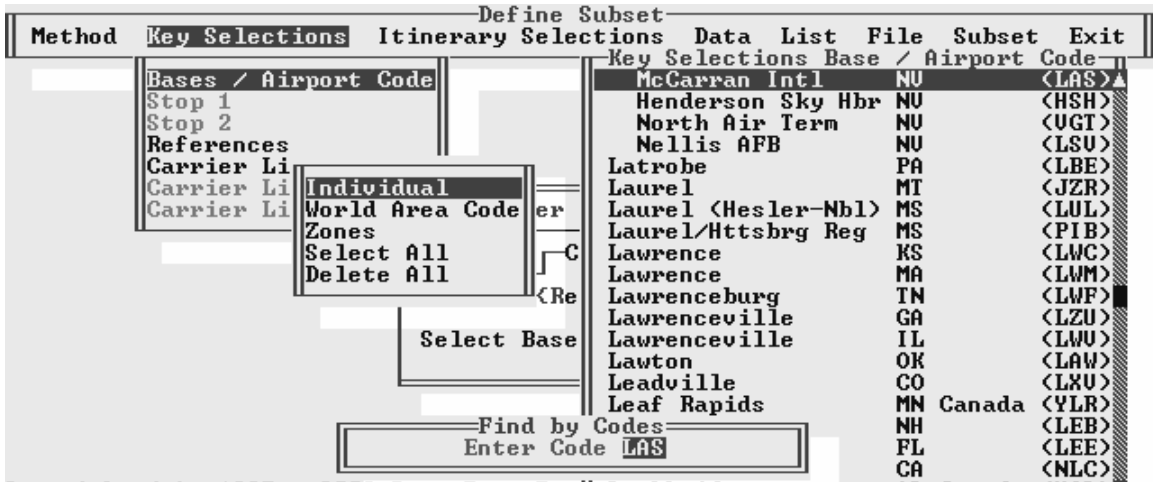 Define Subset
Method Key Selections Itinerary Selections Data List File Subset Exit
Key Selections Base / Airport Code
Bases / Airport Code
Stop 1
Stop 2
References
Carrier Li
Carrier Li
Carrier Li
Individual
World Area Code
Zones
Select All
Delete All
er
C
(Re
Select Base
McCarran Intl NV (LAS)
Henderson Sky Hbr NV (HSH)
North Air Term NV (VGT)
Nellis AFB NV (LSV)
Latrobe PA (LBE)
Laurel MT (JZR)
Laurel (Hesler-Nbl) MS (LUL)
Laurel/Httsbrg Reg MS (PIB)
Lawrence KS (LWC)
Lawrence MA (LWM)
Lawrenceburg TN (LWF)
Lawrenceville GA (LZU)
Lawrenceville IL (LWV)
Lawton OK (LAW)
Leadville CO (LXV)
Leaf Rapids MN Canada (YLR)
NH (LEB)
FL (LEE)
CA (NLC)
Find by Codes
Enter Code LAS